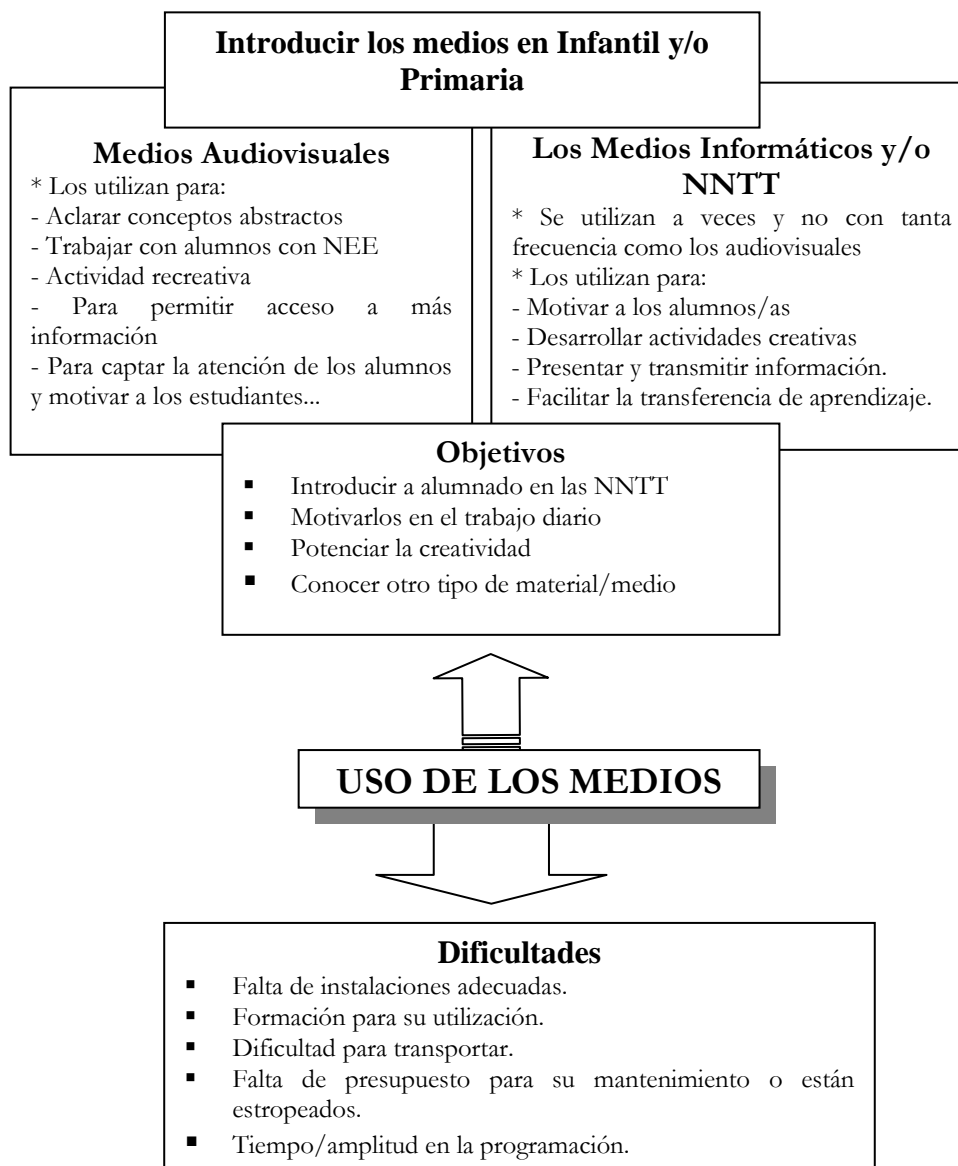 Introducir los medios en Infantil y/o
Primaria
Medios Audiovisuales
* Los utilizan para:
- Aclarar conceptos abstractos
- Trabajar con alumnos con NEE
- Actividad recreativa
- Para permitir acceso a más
información
- Para captar la atención de los alumnos
y motivar a los estudiantes...
Los Medios Informáticos y/o
NNTT
* Se utilizan a veces y no con tanta
frecuencia como los audiovisuales
* Los utilizan para:
- Motivar a los alumnos/as
- Desarrollar actividades creativas
- Presentar y transmitir información.
- Facilitar la transferencia de aprendizaje.
Objetivos
▪ Introducir a alumnado en las NNTT
▪ Motivarlos en el trabajo diario
▪ Potenciar la creatividad
▪ Conocer otro tipo de material/medio
USO DE LOS MEDIOS
Dificultades
▪ Falta de instalaciones adecuadas.
▪ Formación para su utilización.
▪ Dificultad para transportar.
▪ Falta de presupuesto para su mantenimiento o están
estropeados.
▪ Tiempo/amplitud en la programación.